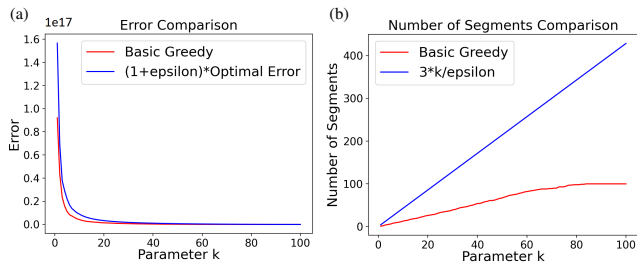 (a)
Error Comparison
1e17
Basic Greedy
(1+epsilon)*Optimal Error
1.6
1.4
1.2
1.0
0.8
0.6
0.4
0.2
0.0
Error
0 20 40 60 80 100
Parameter k
(b)
Number of Segments Comparison
Basic Greedy
3*k/epsilon
400
300
200
100
0
Number of Segments
0 20 40 60 80 100
Parameter k